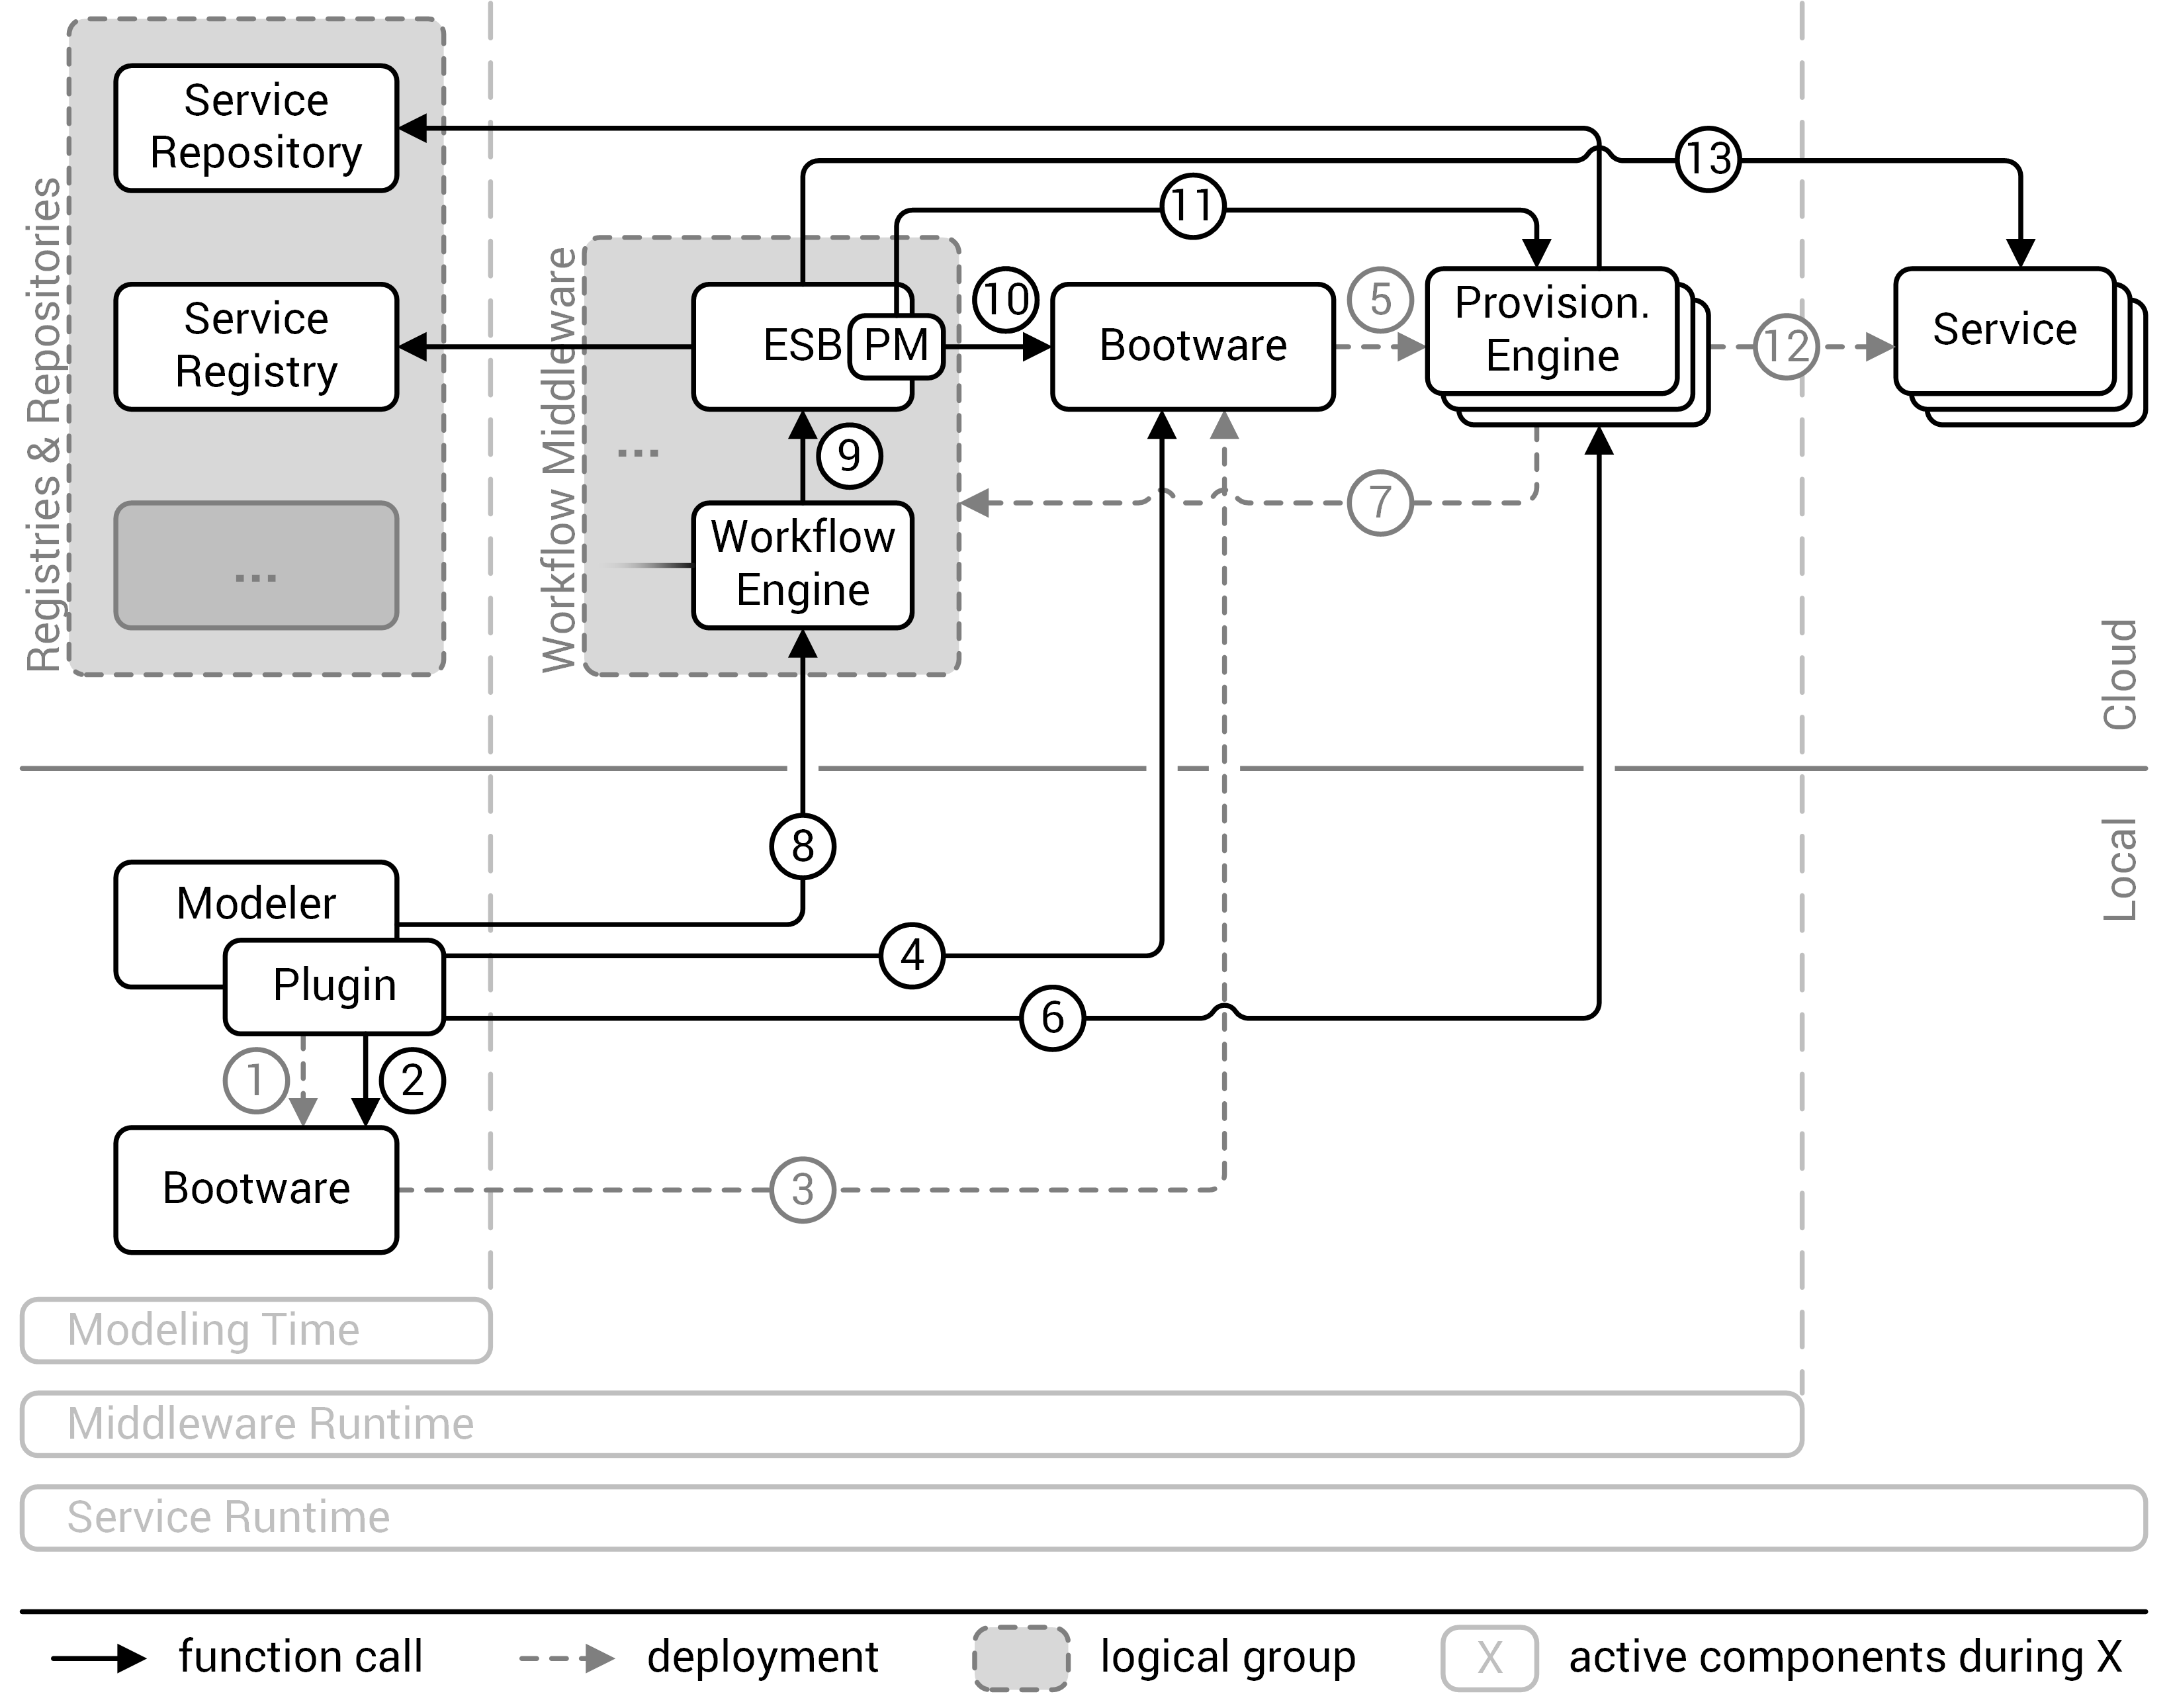 Service
Repository
13
11
Registries & Repositories
Workflow Middleware
Service
Registry
ESB
PM
10
Bootware
5
Provision.
Engine
12
Service
...
9
7
...
Workflow
Engine
Cloud
Local
8
Modeler
4
Plugin
6
1
2
Bootware
3
Modeling Time
Middleware Runtime
Service Runtime
function call
deployment
logical group
X
active components during X